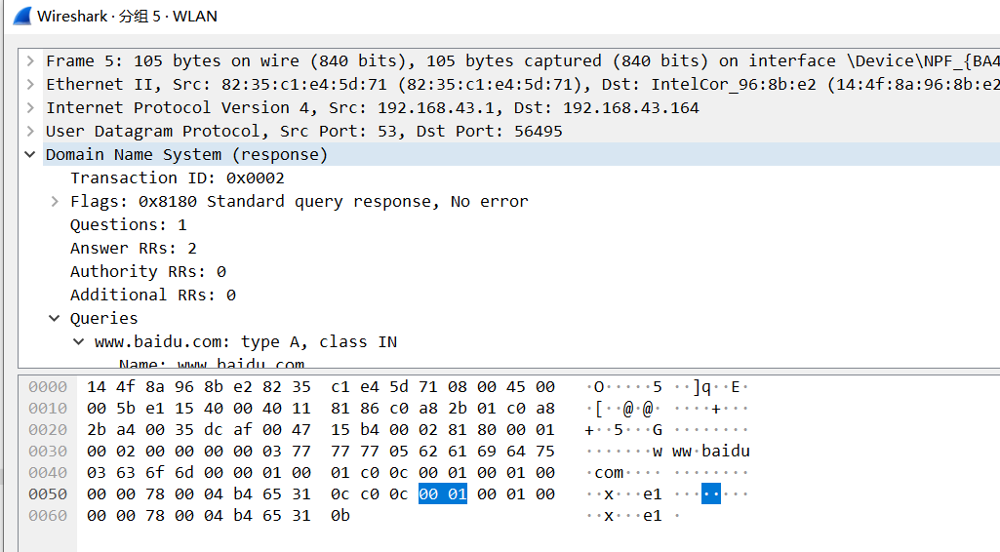 Wireshark · 分组 5 · WLAN
Frame 5: 105 bytes on wire (840 bits), 105 bytes captured (840 bits) on interface \Device\NPF_{BA4
Ethernet II, Src: 82:35:c1:e4:5d:71 (82:35:c1:e4:5d:71), Dst: IntelCor_96:8b:e2 (14:4f:8a:96:8b:e2
Internet Protocol Version 4, Src: 192.168.43.1, Dst: 192.168.43.164
User Datagram Protocol, Src Port: 53, Dst Port: 56495
Domain Name System (response)
Transaction ID: 0x0002
Flags: 0x8180 Standard query response, No error
Questions: 1
Answer RRs: 2
Authority RRs: 0
Additional RRs: 0
Queries
www.baidu.com: type A, class IN
Name: www.baidu.com
0000 14 4f 8a 96 8b e2 82 35 c1 e4 5d 71 08 00 45 00 ·O·····5 ··]q··E·
0010 00 5b e1 15 40 00 40 11 81 86 c0 a8 2b 01 c0 a8 ·[··@·@· ····+···
0020 2b a4 00 35 dc af 00 47 15 b4 00 02 81 80 00 01 +··5···G ········
0030 00 02 00 00 00 00 03 77 77 77 05 62 61 69 64 75 ·······w ww·baidu
0040 03 63 6f 6d 00 00 01 00 01 c0 0c 00 01 00 01 00 ·com···· ········
0050 00 00 78 00 04 b4 65 31 0c c0 0c 00 01 00 01 00 ··x···e1 ········
0060 00 00 78 00 04 b4 65 31 0b ··x···e1 ·